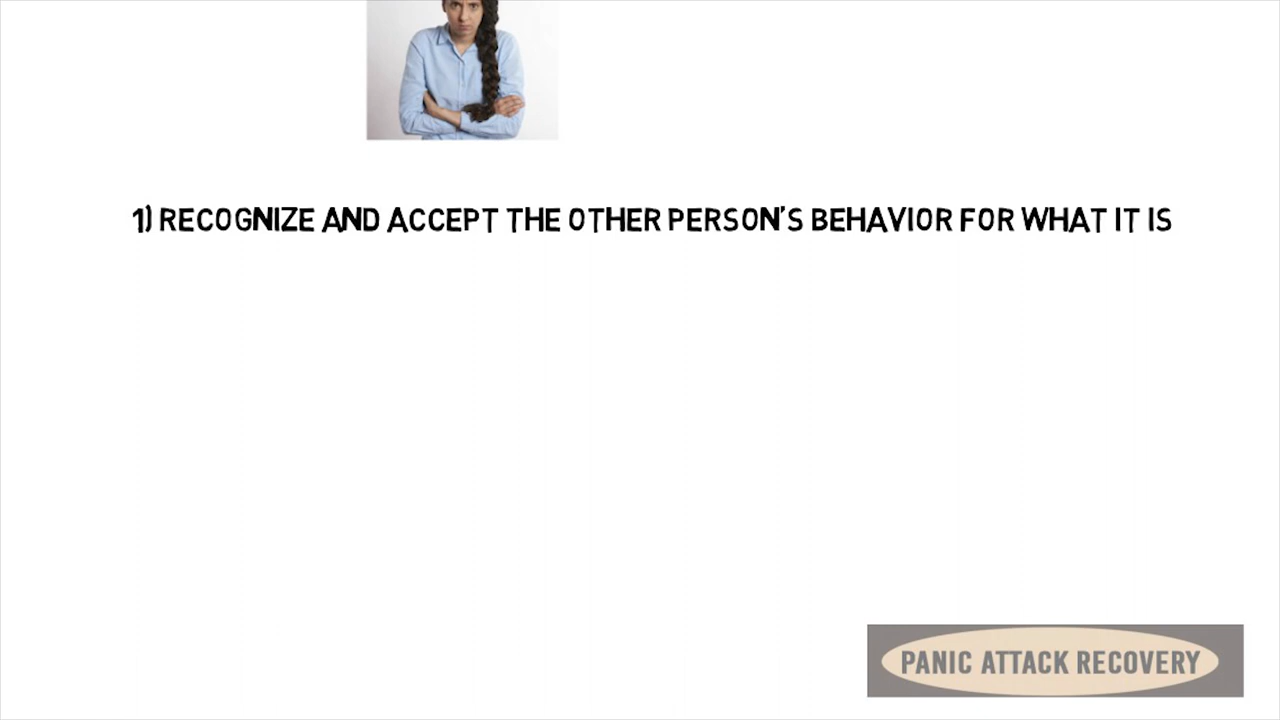 1) RECOGNIZE AND ACCEPT THE OTHER PERSON'S BEHAVIOR FOR WHAT IT IS
PANIC ATTACK RECOVERY